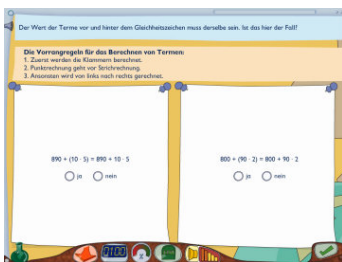 Der Wert der Terme vor und hinter dem Gleichheitszeichen muss derselbe sein. Ist das hier der Fall?
Die Vorrangregeln für das Berechnen von Termen:
1. Zuerst werden die Klammern berechnet.
2. Punktrechnung geht vor Strichrechnung.
3. Ansonsten wird von links nach rechts gerechnet.
890 + (10 · 5) = 890 + 10 · 5
ja nein
800 + (90 · 2) = 800 + 90 · 2
ja nein